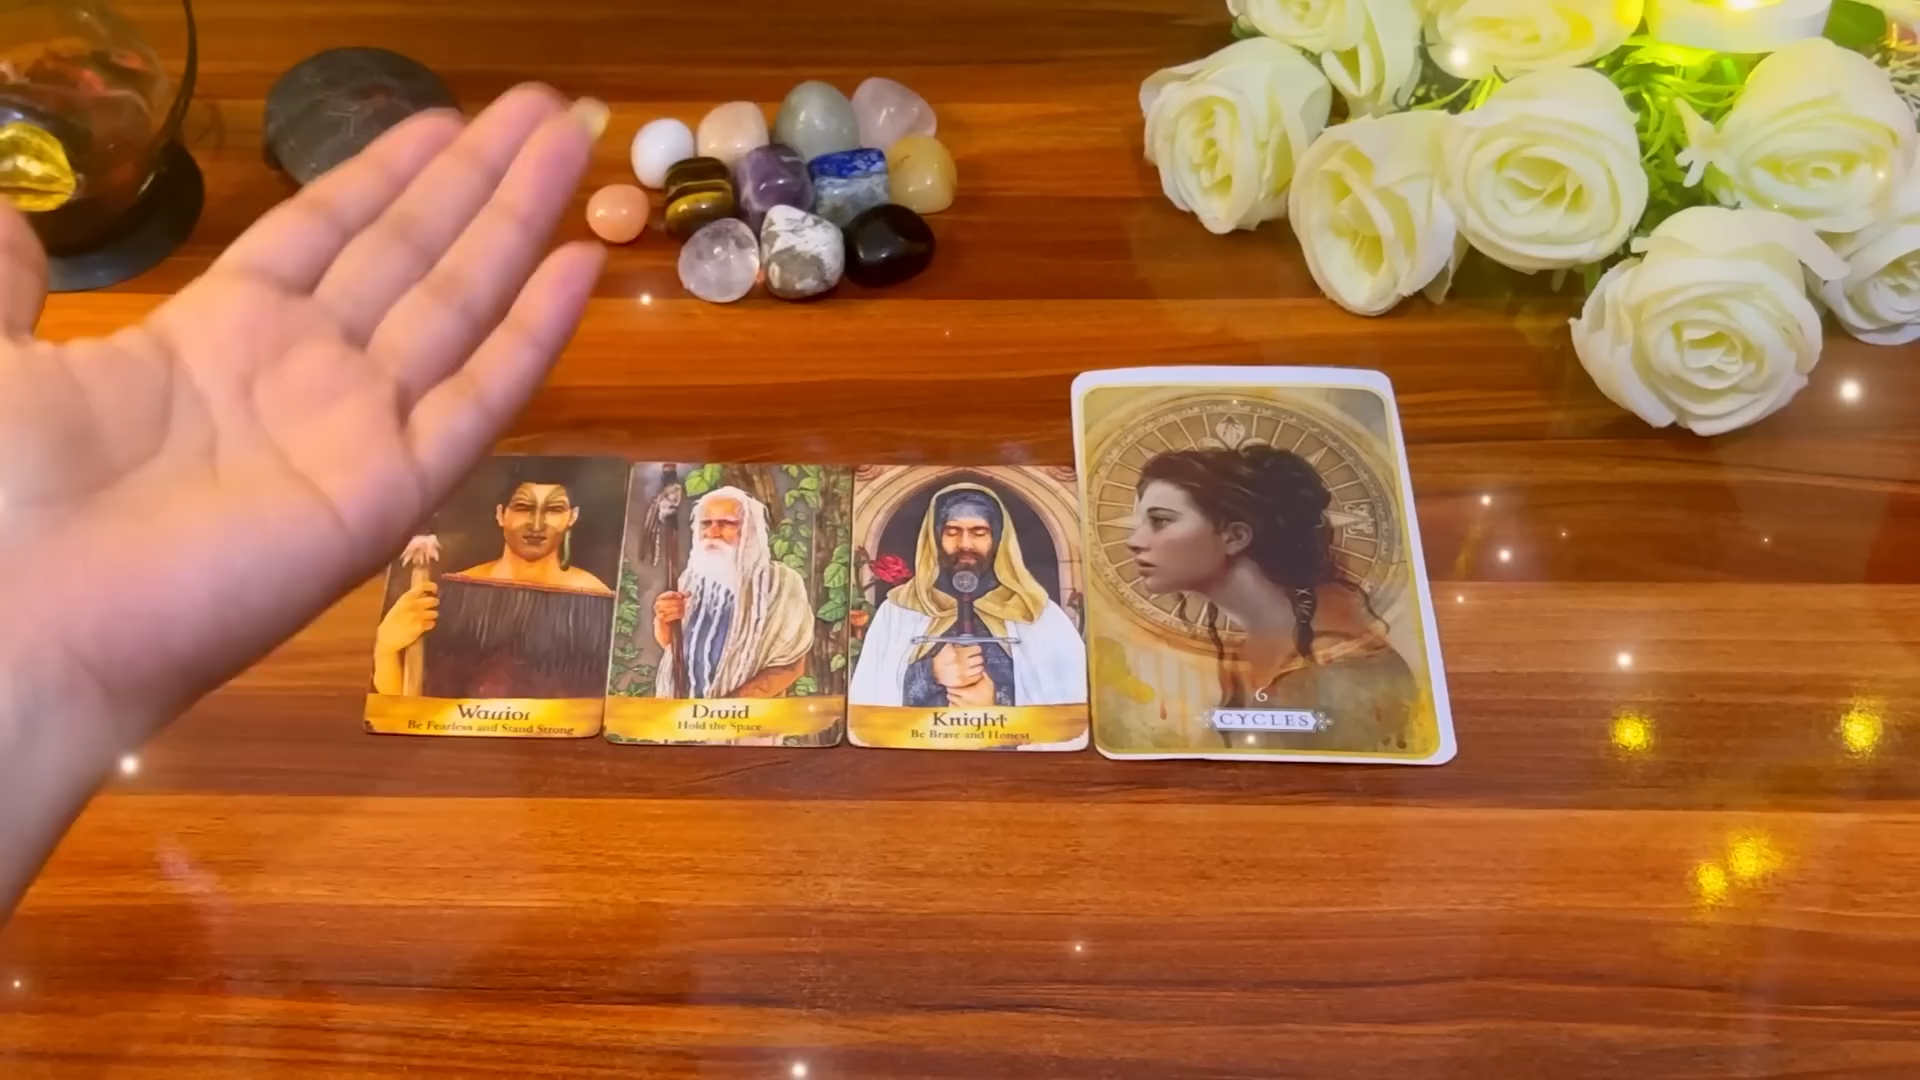 Warrior
Be Fearless and Stand Strong
Druid
Hold the Space
Knight
Be Brave and Honest
6
CYCLES